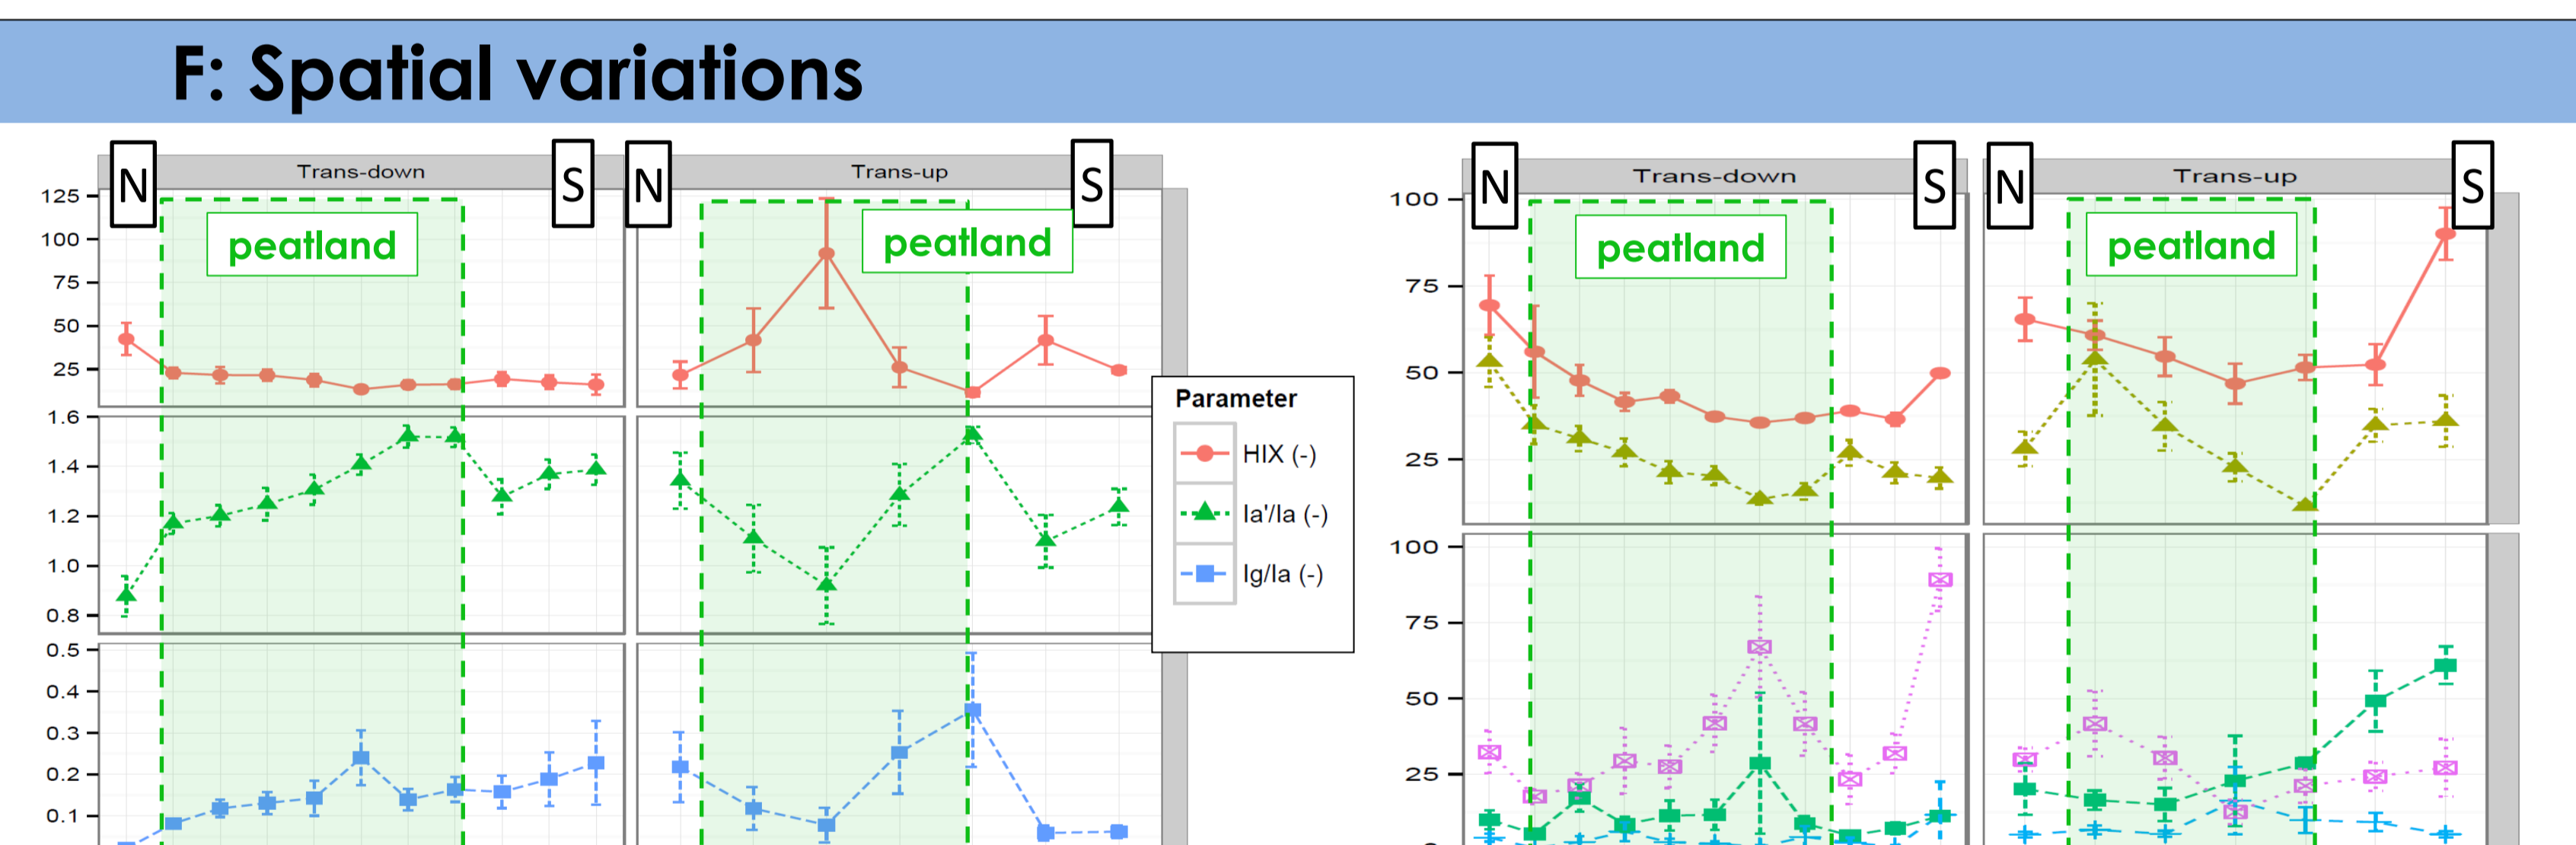 F: Spatial variations
N Trans-down S N Trans-up S
125
100
75
50
25
peatland
peatland
1.6
1.4
1.2
1.0
0.8
0.5
0.4
0.3
0.2
0.1
Parameter
HIX (-)
Ia'/Ia (-)
Ig/Ia (-)
N Trans-down S N Trans-up S
100
75
50
25
peatland
peatland
100
75
50
25